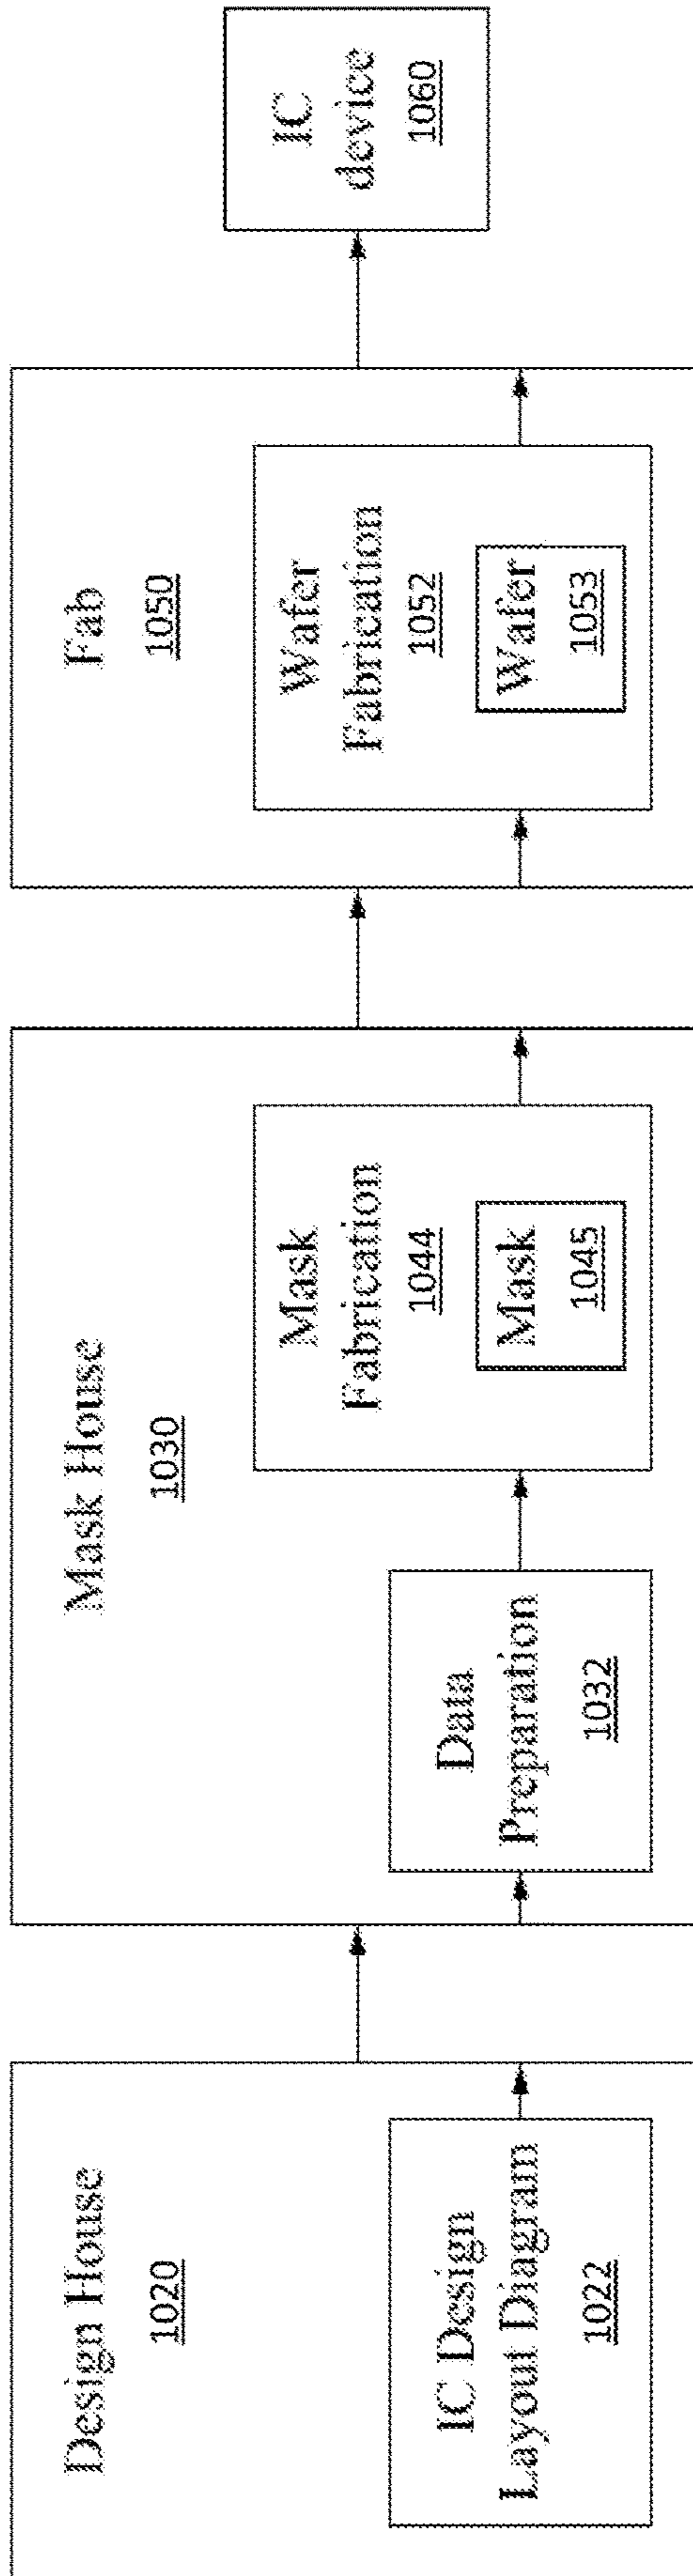 Design House
1020
IC Design
Layout Diagram
1022
Mask House
1030
Data
Preparation
1032
Mask
Fabrication
1044
Mask
1045
Fab
1050
Wafer
Fabrication
1052
Wafer
1053
IC
device
1060